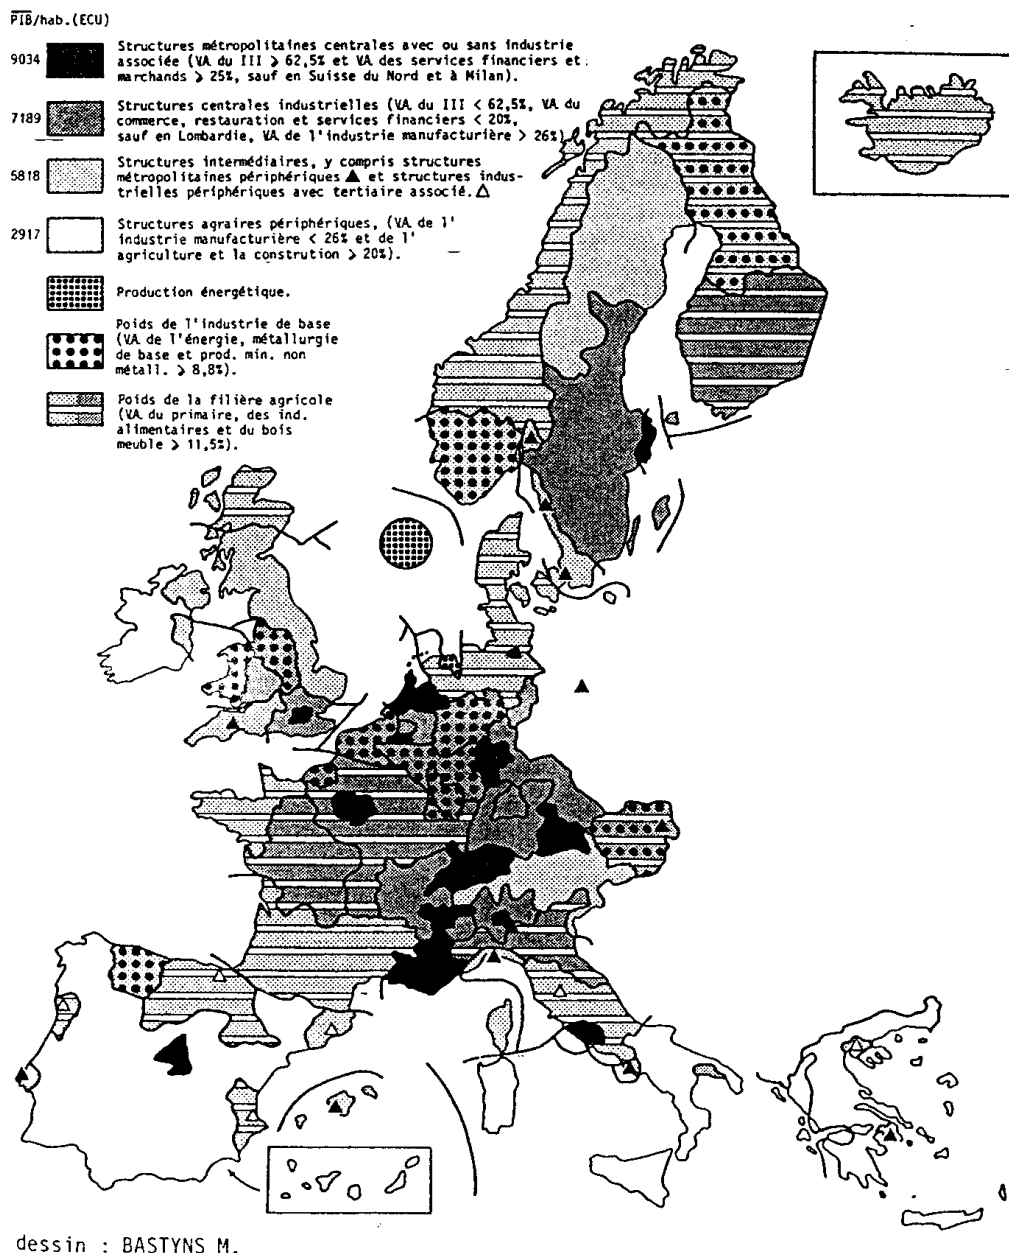 PIB/hab.(ECU)
9034
Structures métropolitaines centrales avec ou sans industrie
associée (VA du III > 62,5% et VA des services financiers et
marchands > 25%, sauf en Suisse du Nord et à Milan).
7189
Structures centrales industrielles (VA du III < 62,5%, VA du
commerce, restauration et services financiers < 20%,
sauf en Lombardie, VA de l'industrie manufacturière > 26%)
5818
Structures intermédiaires, y compris structures
métropolitaines périphériques ▲ et structures indus-
trielles périphériques avec tertiaire associé. △
2917
Structures agraires périphériques, (VA de l'
industrie manufacturière < 26% et de l'
agriculture et la constrution > 20%).
Production énergétique.
Poids de l'industrie de base
(VA de l'énergie, métallurgie
de base et prod. min. non
métall. > 8,8%).
Poids de la filière agricole
(VA du primaire, des ind.
alimentaires et du bois
meuble > 11,5%).
dessin : BASTYNS M.